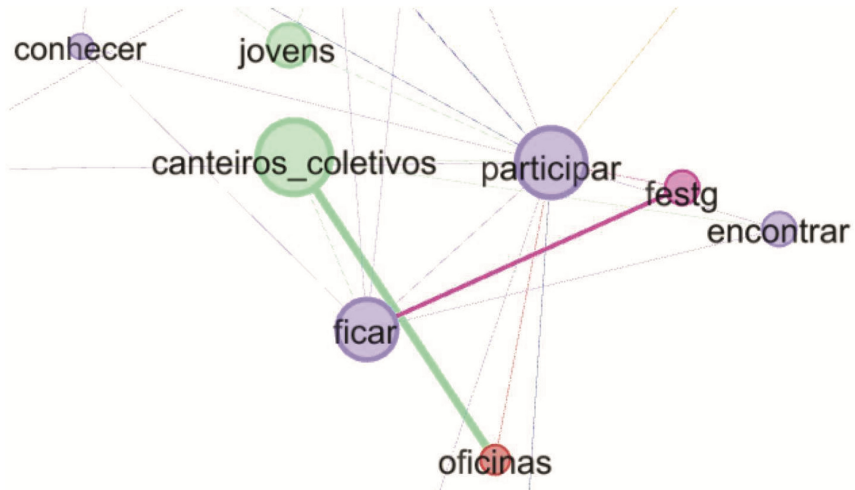 conhecer
jovens
canteiros_coletivos
participar
festg
encontrar
ficar
oficinas